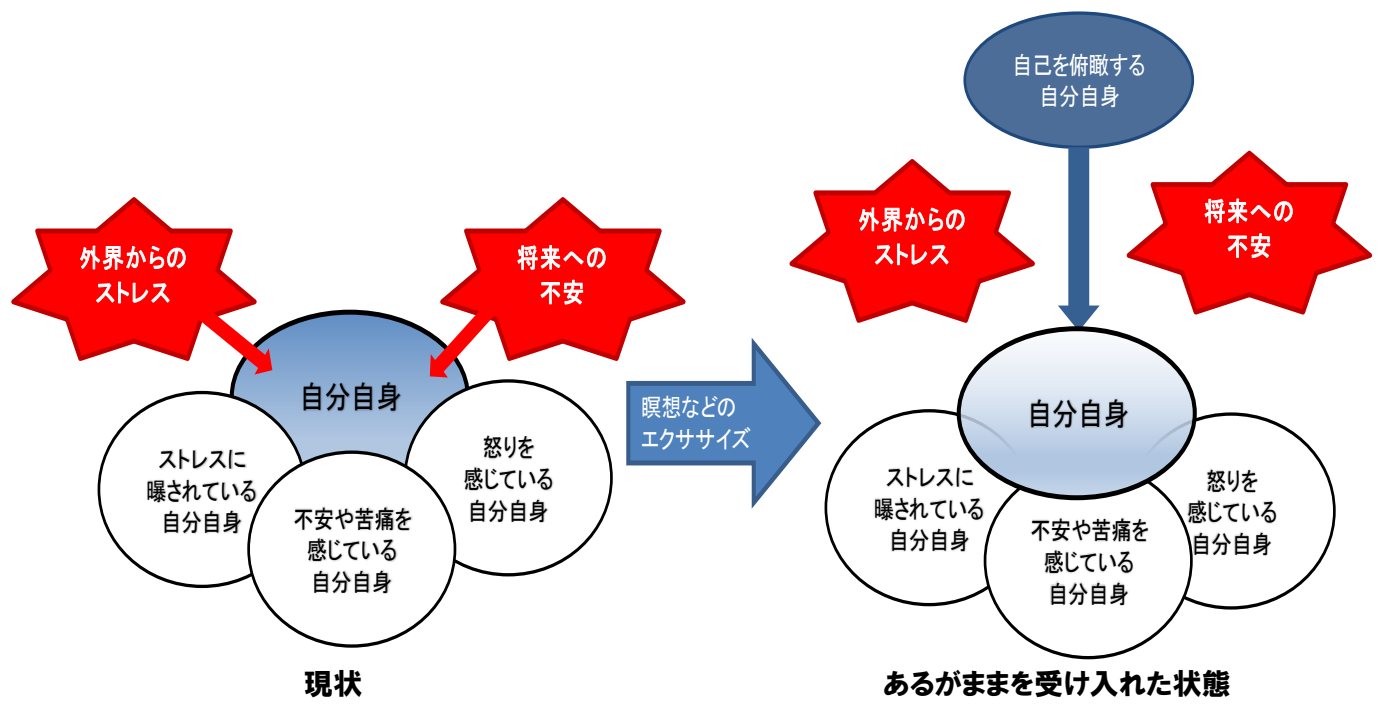 外界からの
ストレス
将来への
不安
自分自身
ストレスに
曝されている
自分自身
不安や苦痛を
感じている
自分自身
怒りを
感じている
自分自身
現状
瞑想などの
エクササイズ
自己を俯瞰する
自分自身
外界からの
ストレス
将来への
不安
自分自身
ストレスに
曝されている
自分自身
不安や苦痛を
感じている
自分自身
怒りを
感じている
自分自身
あるがままを受け入れた状態